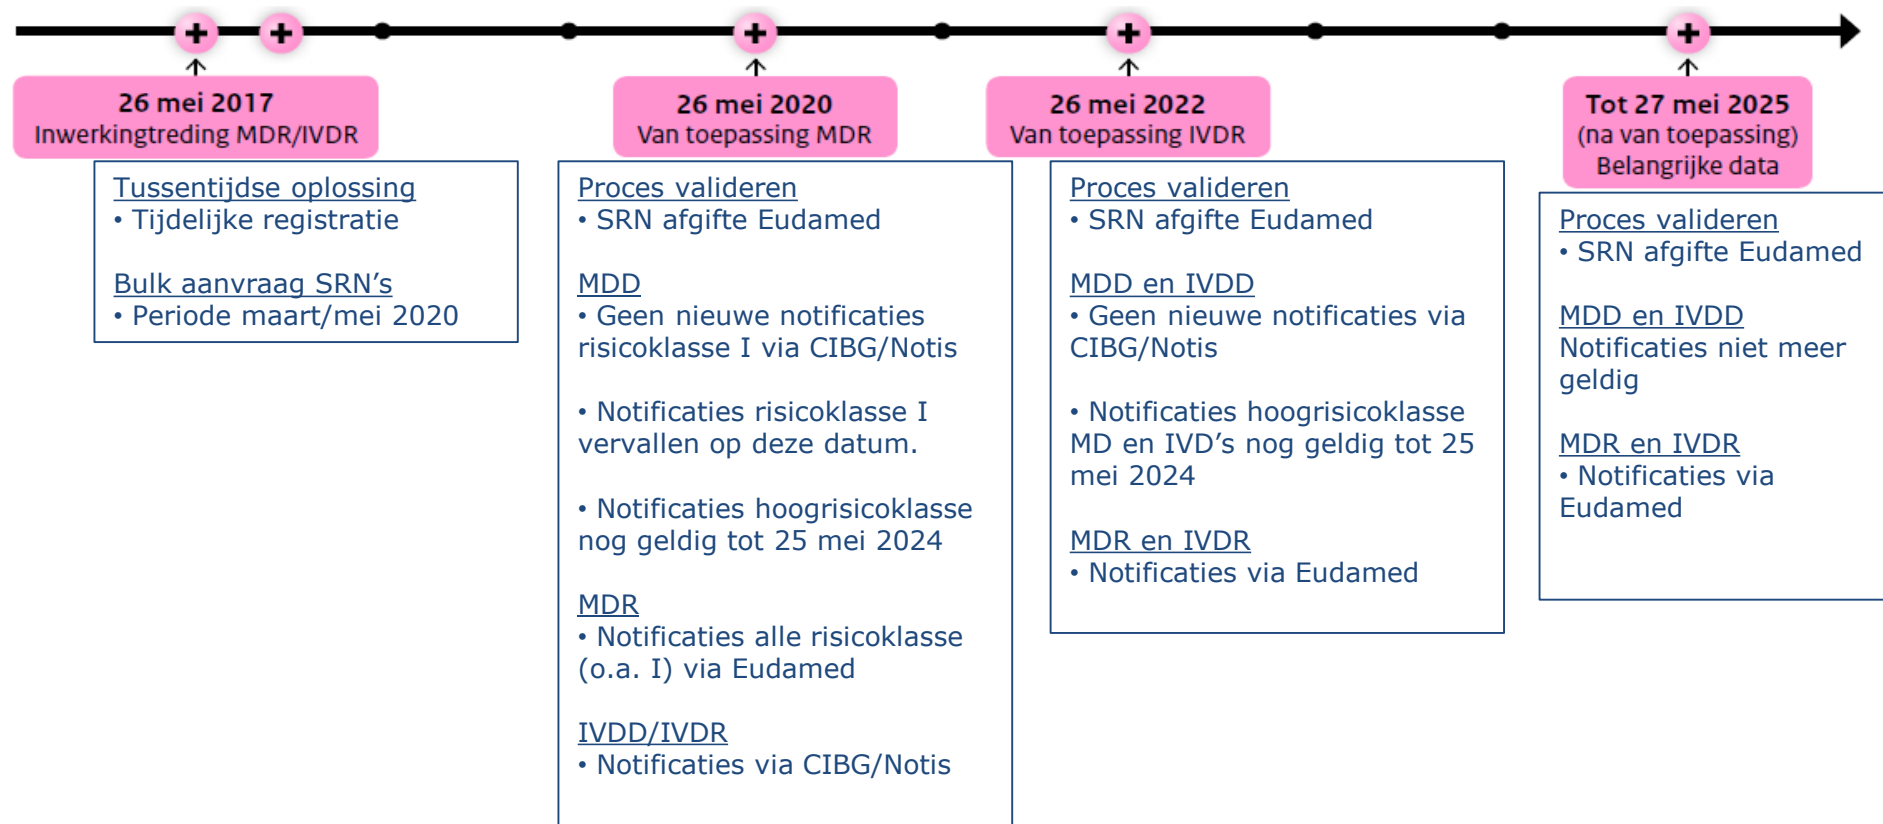 26 mei 2017
Inwerkingtreding MDR/IVDR
26 mei 2020
Van toepassing MDR
26 mei 2022
Van toepassing IVDR
Tot 27 mei 2025
(na van toepassing)
Belangrijke data
Tussentijdse oplossing
• Tijdelijke registratie
Bulk aanvraag SRN's
• Periode maart/mei 2020
Proces valideren
• SRN afgifte Eudamed
MDD
• Geen nieuwe notificaties
risicoklasse I via CIBG/Notis
• Notificaties risicoklasse I
vervallen op deze datum.
• Notificaties hoogrisicoklasse
nog geldig tot 25 mei 2024
MDR
• Notificaties alle risicoklasse
(o.a. I) via Eudamed
IVDD/IVDR
• Notificaties via CIBG/Notis
Proces valideren
• SRN afgifte Eudamed
MDD en IVDD
• Geen nieuwe notificaties via
CIBG/Notis
• Notificaties hoogrisicoklasse
MD en IVD's nog geldig tot 25
mei 2024
MDR en IVDR
• Notificaties via Eudamed
Proces valideren
• SRN afgifte Eudamed
MDD en IVDD
Notificaties niet meer
geldig
MDR en IVDR
• Notificaties via
Eudamed